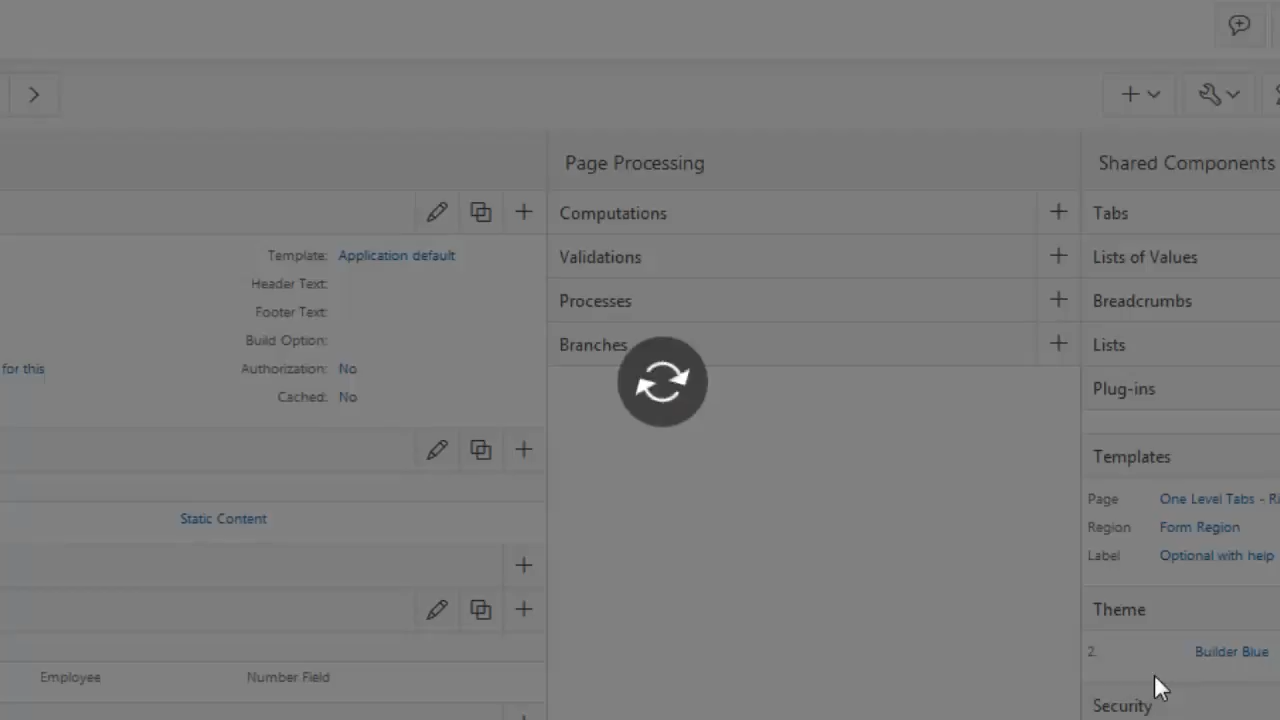 Page Processing
Shared Components
Computations
Tabs
Template: Application default
Validations
Lists of Values
Header Text:
Processes
Breadcrumbs
Footer Text:
Build Option:
Branches
Lists
for this
Authorization: No
Plug-ins
Cached: No
Templates
Page One Level Tabs -
Static Content
Region Form Region
Label Optional with help
Theme
2. Builder Blue
Employee Number Field
Security